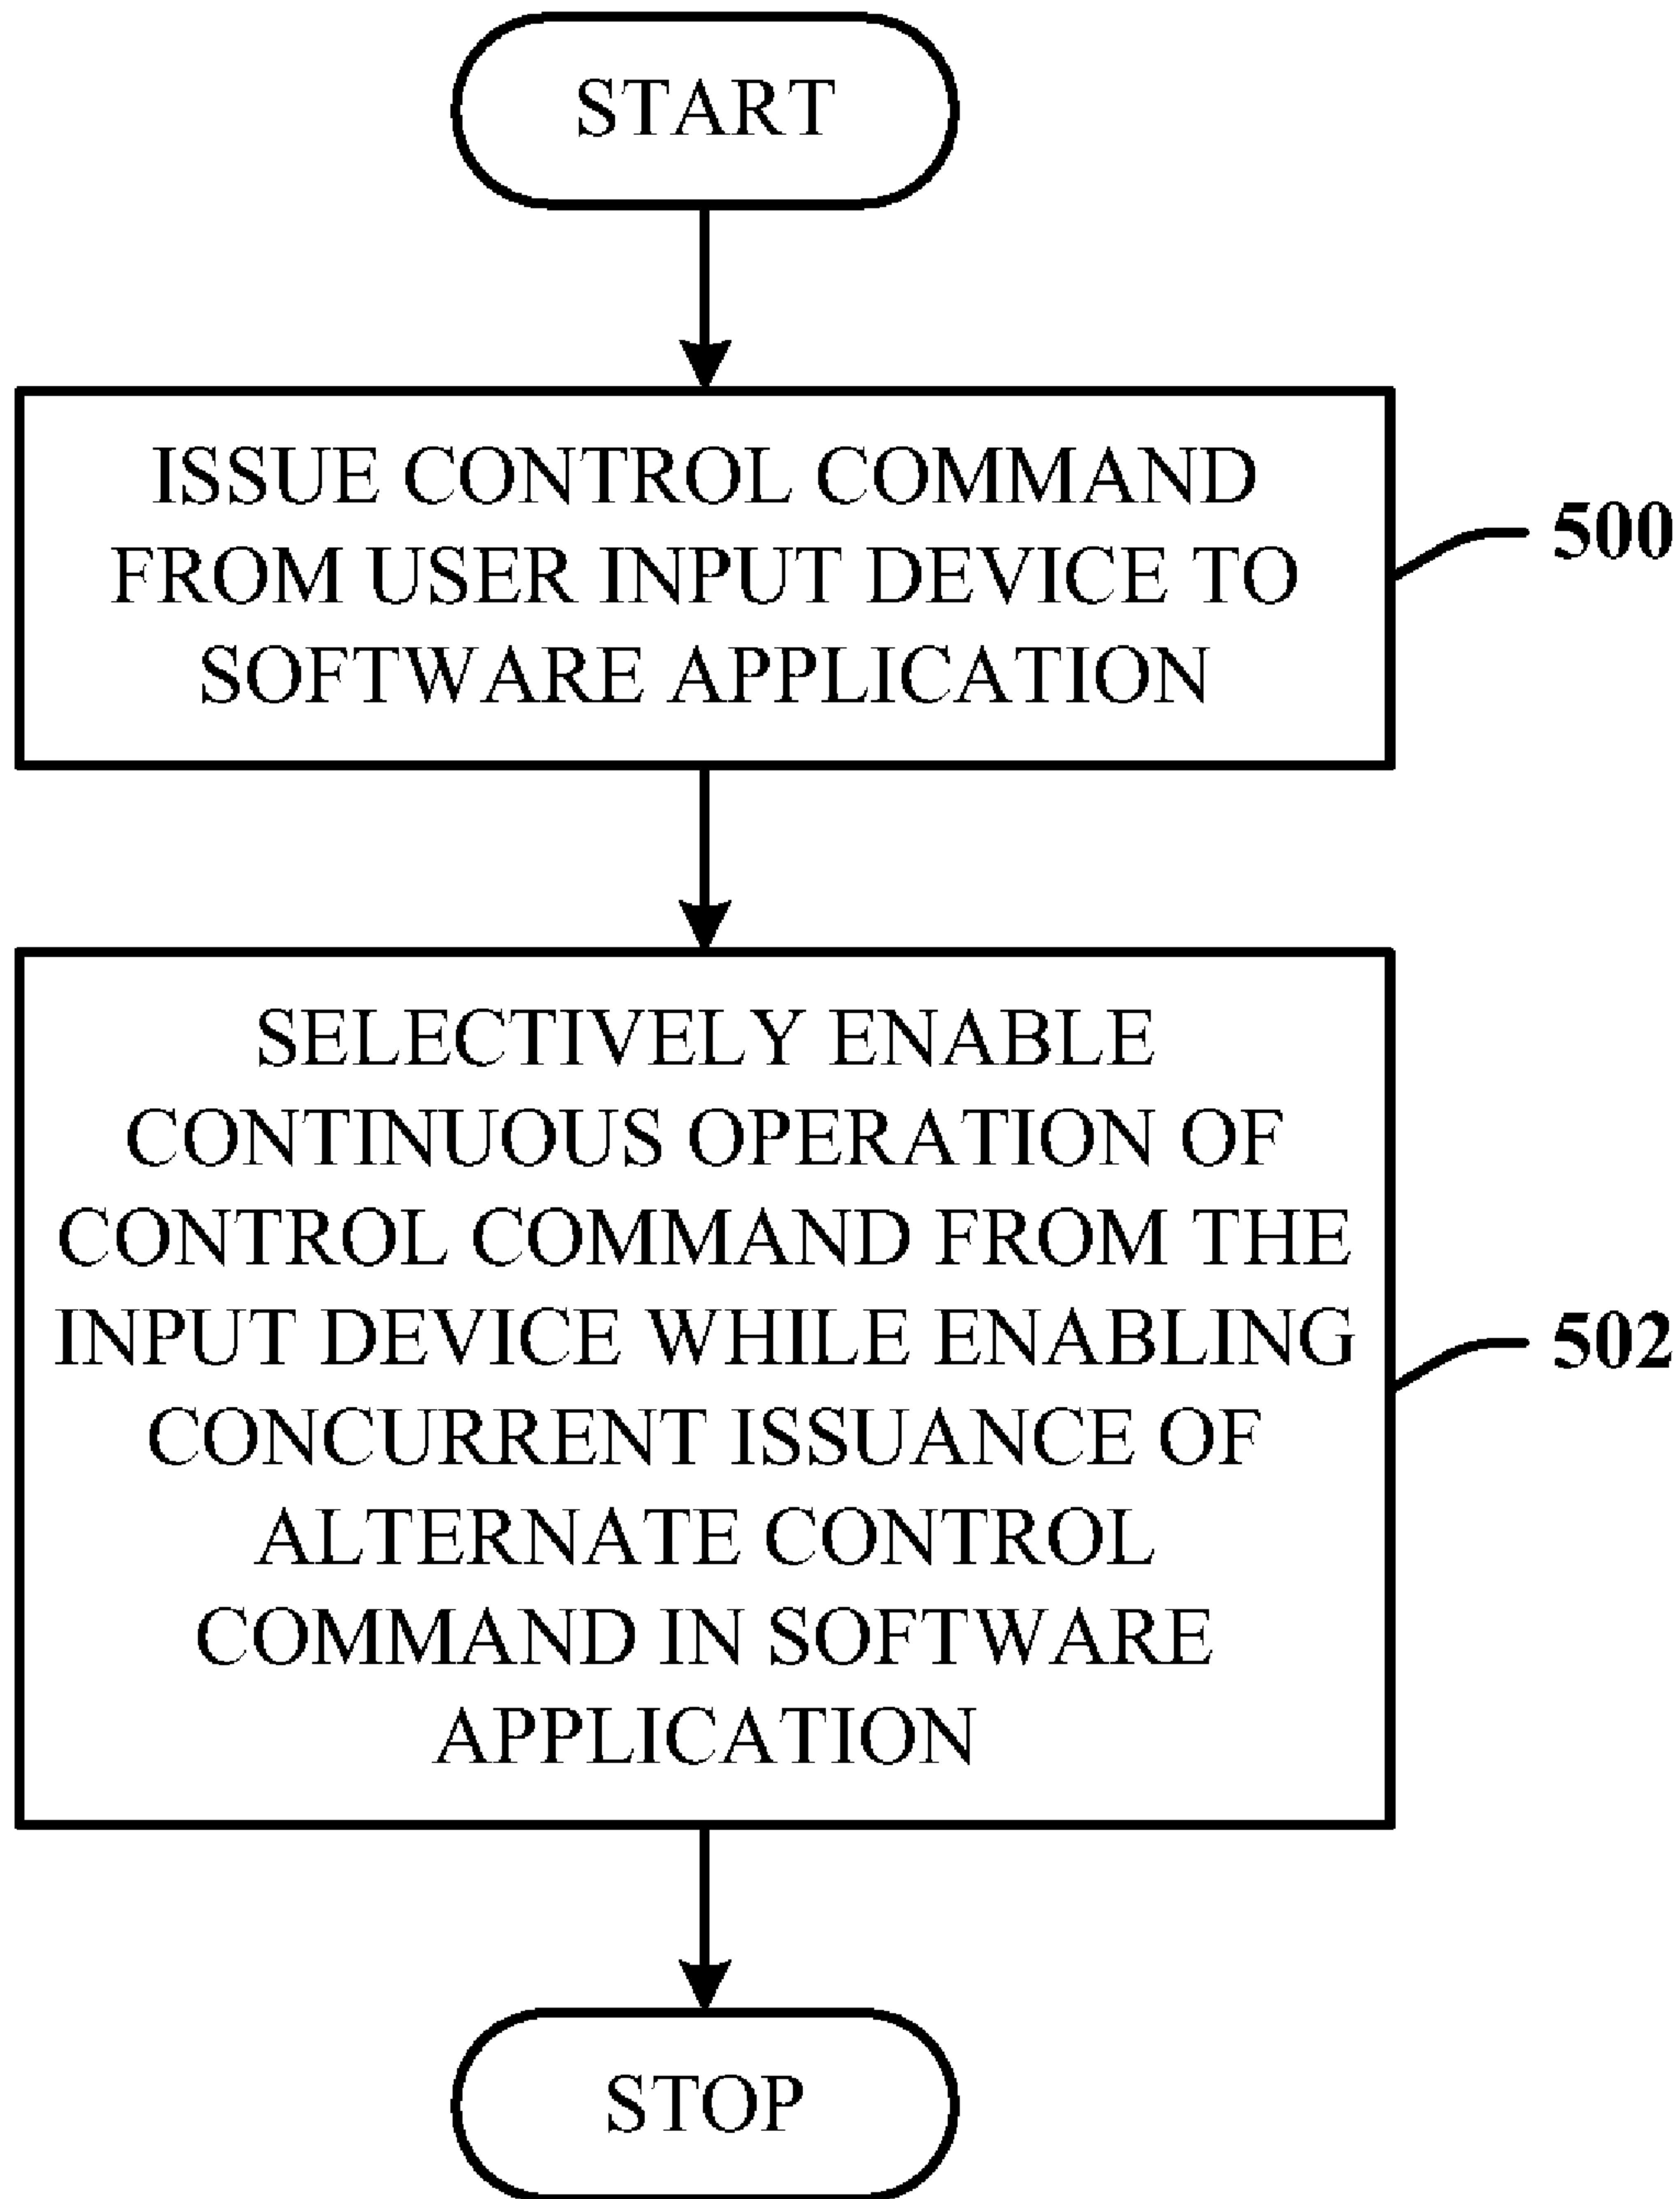 START
ISSUE CONTROL COMMAND
FROM USER INPUT DEVICE TO
SOFTWARE APPLICATION
500
SELECTIVELY ENABLE
CONTINUOUS OPERATION OF
CONTROL COMMAND FROM THE
INPUT DEVICE WHILE ENABLING
CONCURRENT ISSUANCE OF
ALTERNATE CONTROL
COMMAND IN SOFTWARE
APPLICATION
502
STOP